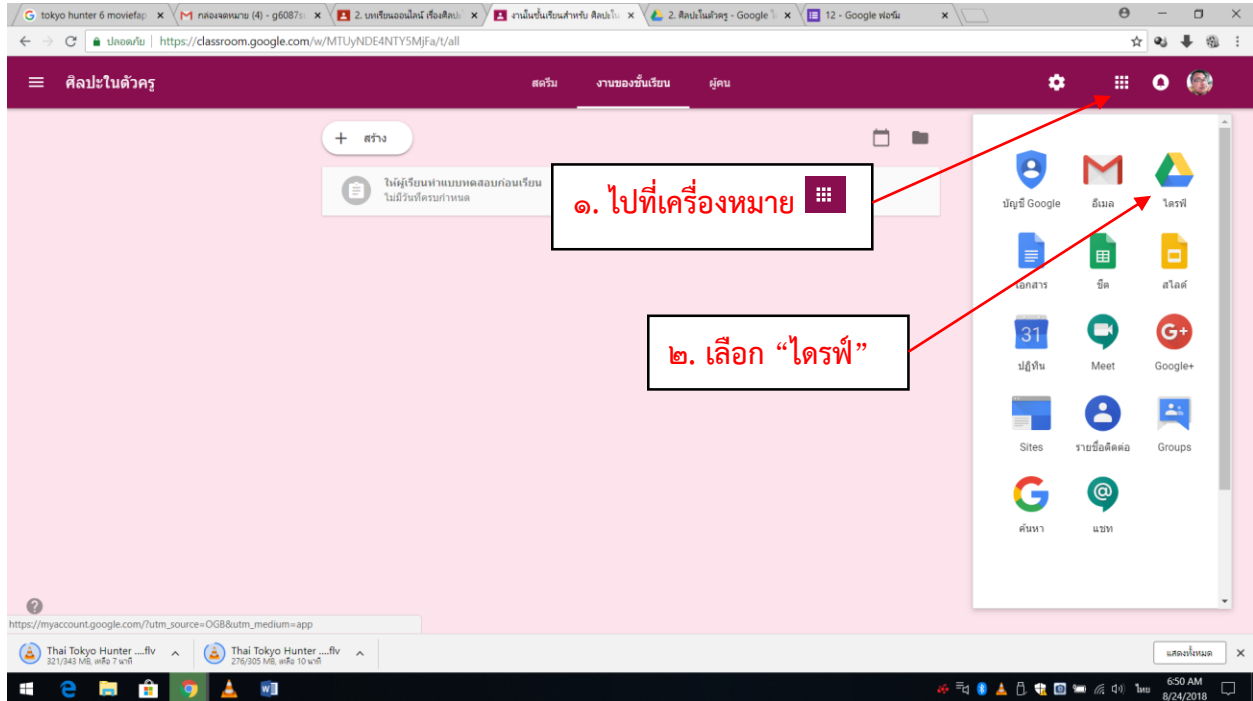 tokyo hunter 6 moviefap
กล่องจดหมาย (4) - g6087s
2. บทเรียนออนไลน์ เรื่องศิลปะ
งานในชั้นเรียนสำหรับ ศิลปะใน
2. ศิลปะในตัวครู - Google ไ
12 - Google ฟอร์ม
ปลอดภัย | https://classroom.google.com/w/MTUyNDE4NTY5MjFa/t/all
ศิลปะในตัวครู
สตรีม
งานของชั้นเรียน
ผู้คน
+ สร้าง
ให้ผู้เรียนทำแบบทดสอบก่อนเรียน
ไม่มีวันที่ครบกำหนด
๑. ไปที่เครื่องหมาย
๒. เลือก “ไดรฟ์”
บัญชี Google
อีเมล
ไดรฟ์
เอกสาร
ชีต
สไลด์
31
G+
ปฏิทิน
Meet
Google+
Sites
รายชื่อติดต่อ
Groups
ค้นหา
แชท
https://myaccount.google.com/?utm_source=OGB&utm_medium=app
Thai Tokyo Hunter ....flv
321/343 MB, เหลือ 7 นาที
Thai Tokyo Hunter ....flv
276/305 MB, เหลือ 10 นาที
แสดงทั้งหมด
ไทย
6:50 AM
8/24/2018